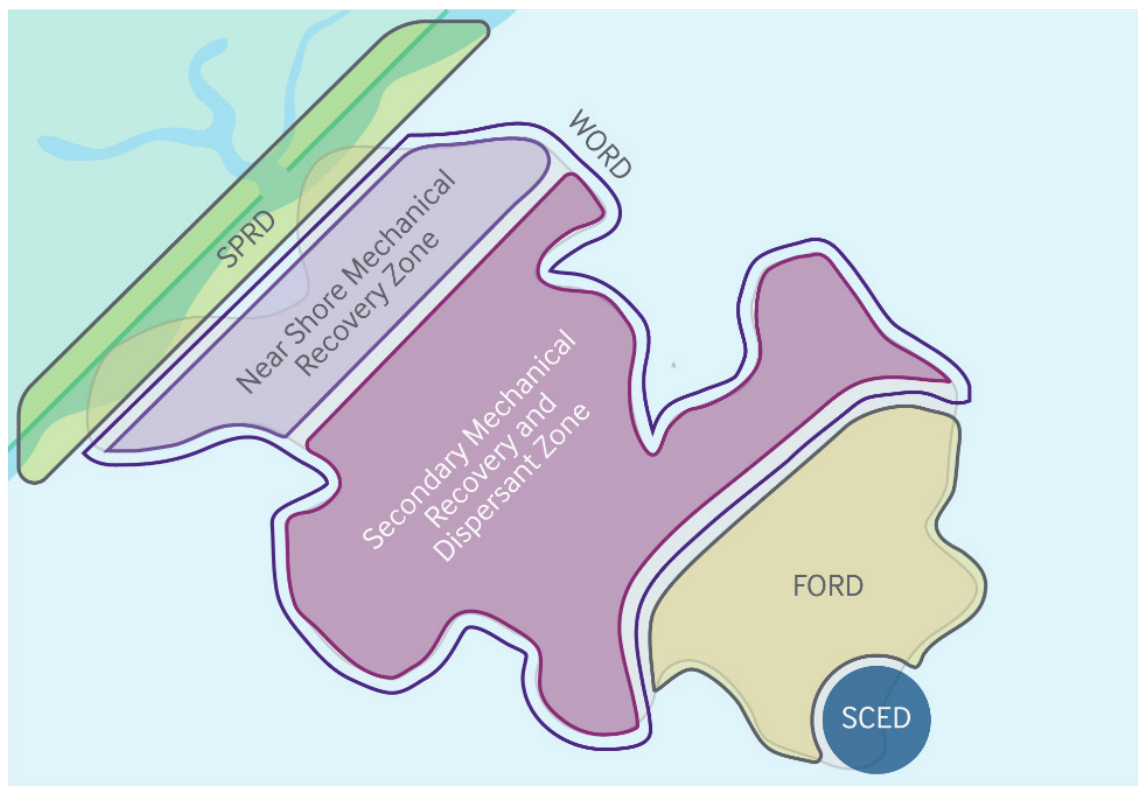 WORD
SPRD
Near Shore Mechanical
Recovery Zone
Secondary Mechanical
Recovery and
Dispersant Zone
FORD
SCED